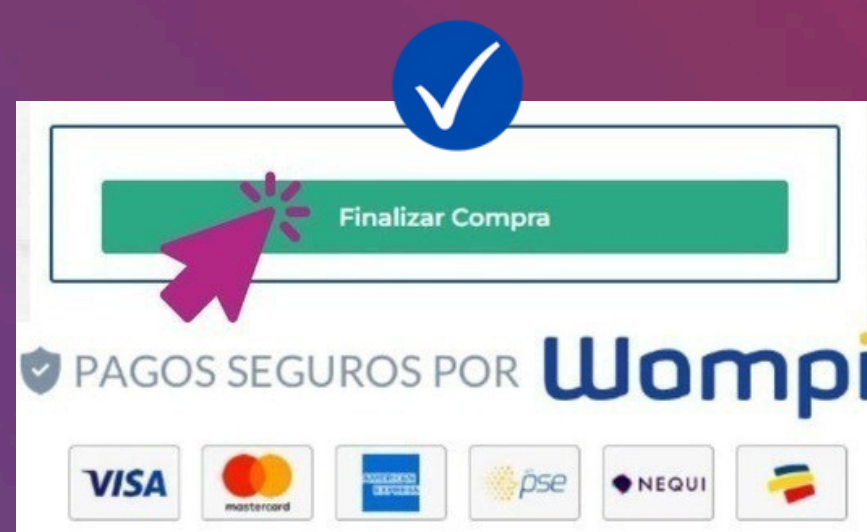 Finalizar Compra
PAGOS SEGUROS POR Wompi
VISA mastercard AMERICAN EXPRESS pse NEQUI